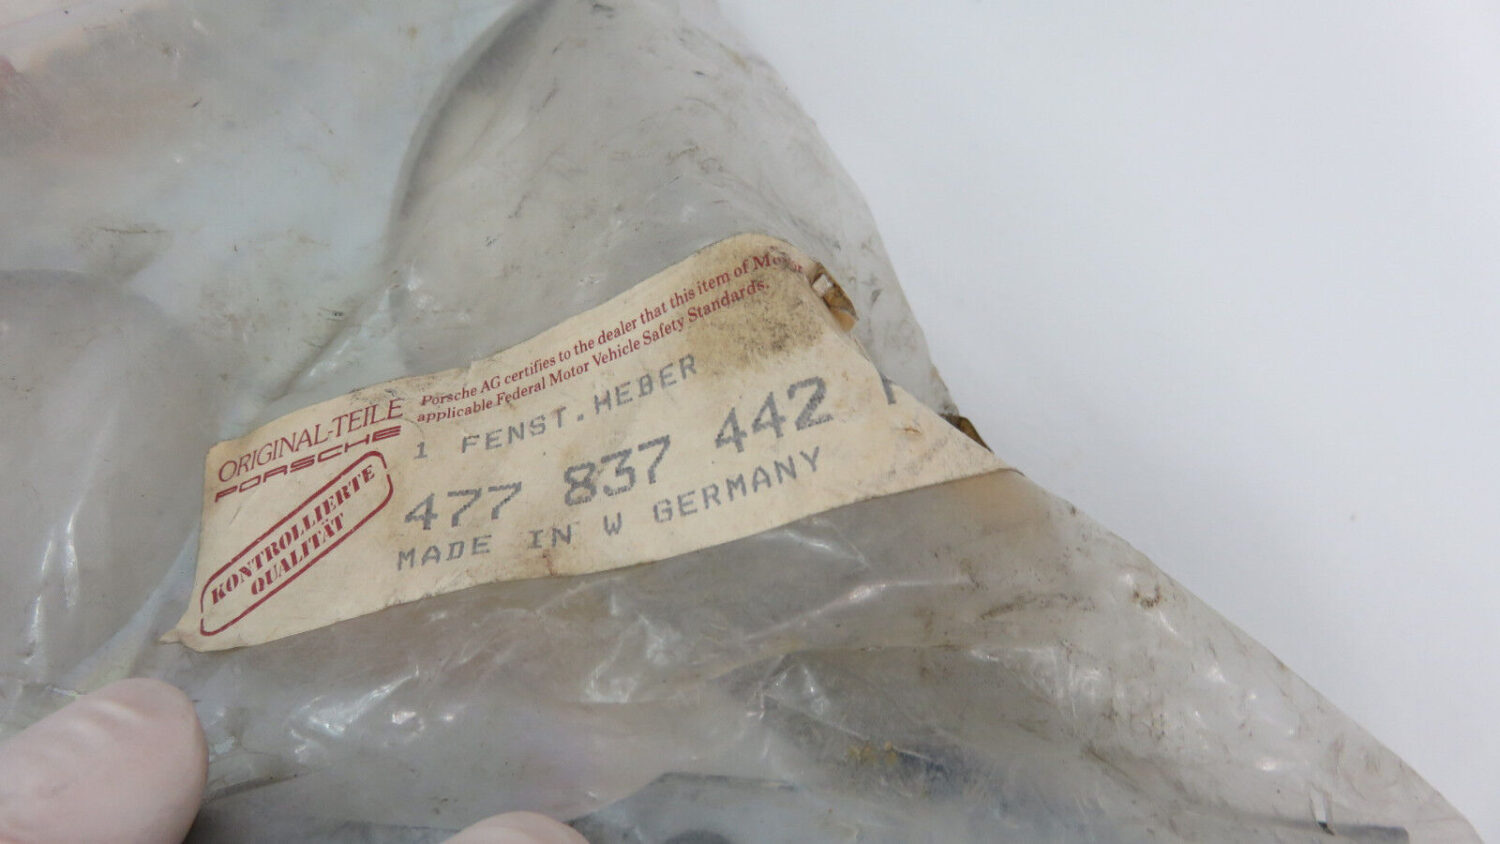 ORIGINAL-TEILE
PORSCHE
KONTROLLIERTE
QUALITÄT
Porsche AG certifies to the dealer that this item of Motor
applicable Federal Motor Vehicle Safety Standards.
1 FENST.HEBER
477 837 442
MADE IN W GERMANY